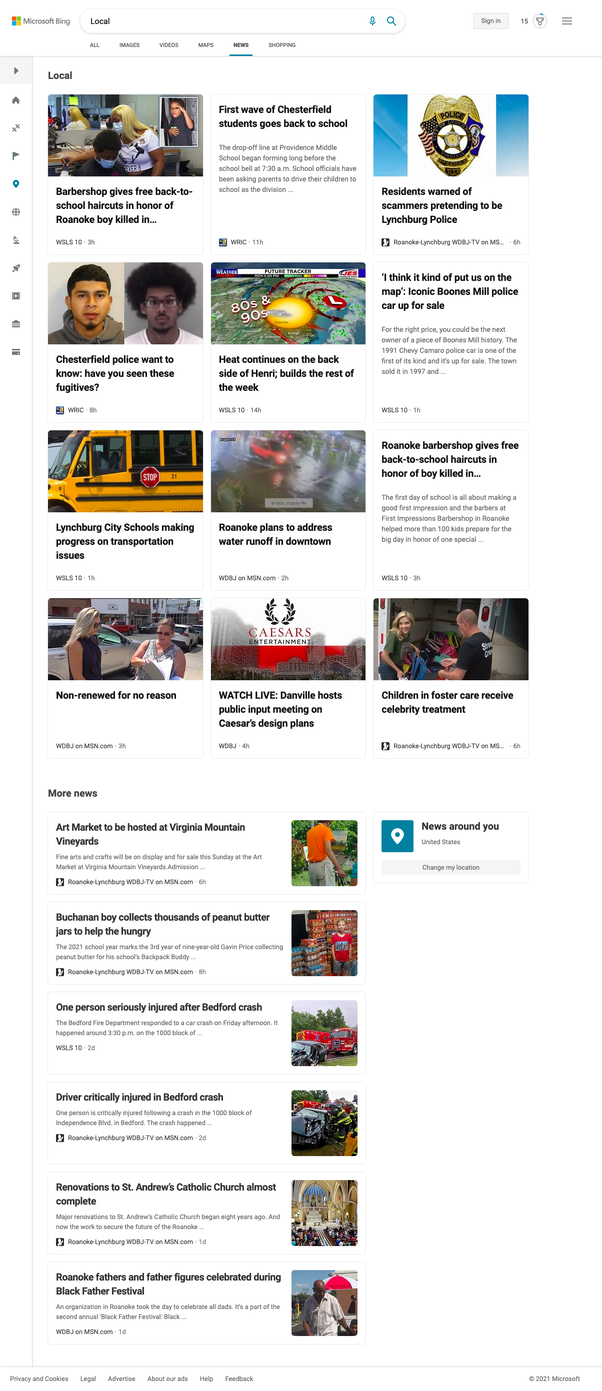 Microsoft Bing
Local
Sign in
15
ALL
IMAGES
VIDEOS
MAPS
NEWS
SHOPPING
Local
Barbershop gives free back-to-
school haircuts in honor of
Roanoke boy killed in...
WSLS 10 · 3h
First wave of Chesterfield
students goes back to school
The drop-off line at Providence Middle
School began forming long before the
school bell at 7:30 a.m. School officials have
been asking parents to drive their children to
school as the division ...
WRIC · 11h
POLICE
Residents warned of
scammers pretending to be
Lynchburg Police
Roanoke-Lynchburg WDBJ-TV on MS... · 6h
Chesterfield police want to
know: have you seen these
fugitives?
WRIC · 8h
WEATHER
FUTURE TRACKER
80s &
90s
L
Heat continues on the back
side of Henri; builds the rest of
the week
WSLS 10 · 14h
‘I think it kind of put us on the
map’: Iconic Boones Mill police
car up for sale
For the right price, you could be the next
owner of a piece of Boones Mill history. The
1991 Chevy Camaro police car is one of the
first of its kind and it’s up for sale. The town
sold it in 1997 and ...
WSLS 10 · 1h
STOP
21
Lynchburg City Schools making
progress on transportation
issues
WSLS 10 · 1h
Roanoke plans to address
water runoff in downtown
WDBJ on MSN.com · 2h
Roanoke barbershop gives free
back-to-school haircuts in
honor of boy killed in...
The first day of school is all about making a
good first impression and the barbers at
First Impressions Barbershop in Roanoke
helped more than 100 kids prepare for the
big day in honor of one special ...
WSLS 10 · 3h
Non-renewed for no reason
WDBJ on MSN.com · 3h
CAESARS
ENTERTAINMENT
WATCH LIVE: Danville hosts
public input meeting on
Caesar’s design plans
WDBJ · 4h
Children in foster care receive
celebrity treatment
Roanoke-Lynchburg WDBJ-TV on MS... · 6h
More news
Art Market to be hosted at Virginia Mountain
Vineyards
Fine arts and crafts will be on display and for sale this Sunday at the Art
Market at Virginia Mountain Vineyards.Admission ...
Roanoke-Lynchburg WDBJ-TV on MSN.com · 6h
News around you
United States
Change my location
Buchanan boy collects thousands of peanut butter
jars to help the hungry
The 2021 school year marks the 3rd year of nine-year-old Gavin Price collecting
peanut butter for his school’s Backpack Buddy ...
Roanoke-Lynchburg WDBJ-TV on MSN.com · 8h
One person seriously injured after Bedford crash
The Bedford Fire Department responded to a car crash on Friday afternoon. It
happened around 3:30 p.m. on the 1000 block of ...
WSLS 10 · 2d
Driver critically injured in Bedford crash
One person is critically injured following a crash in the 1000 block of
Independence Blvd. in Bedford. The crash happened ...
Roanoke-Lynchburg WDBJ-TV on MSN.com · 2d
Renovations to St. Andrew’s Catholic Church almost
complete
Major renovations to St. Andrew’s Catholic Church began eight years ago. And
now the work to secure the future of the Roanoke ...
Roanoke-Lynchburg WDBJ-TV on MSN.com · 1d
Roanoke fathers and father figures celebrated during
Black Father Festival
An organization in Roanoke took the day to celebrate all dads. It’s a part of the
second annual ‘Black Father Festival: Black ...
WDBJ on MSN.com · 1d
Privacy and Cookies
Legal
Advertise
About our ads
Help
Feedback
© 2021 Microsoft